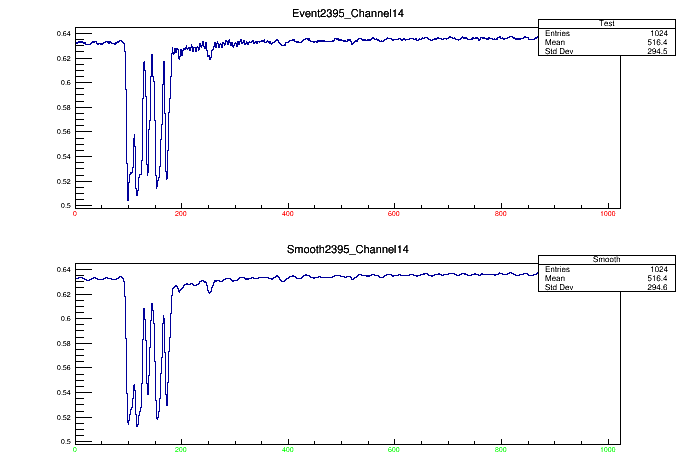 Event2395_Channel14
Test
Entries 1024
Mean 516.4
Std Dev 294.5
0.64
0.62
0.6
0.58
0.56
0.54
0.52
0.5
0 200 400 600 800 1000
Smooth2395_Channel14
Smooth
Entries 1024
Mean 516.4
Std Dev 294.6
0.64
0.62
0.6
0.58
0.56
0.54
0.52
0.5
0 200 400 600 800 1000